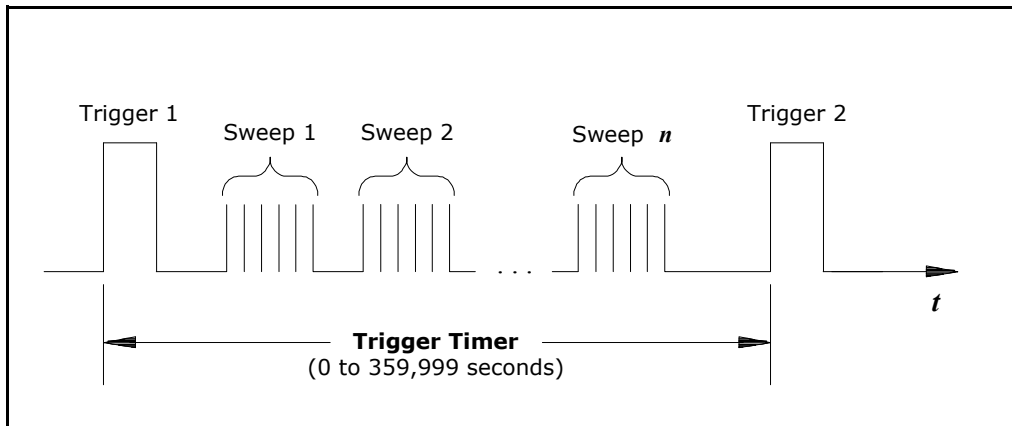 Trigger 1
Sweep 1
Sweep 2
Sweep n
Trigger 2
. . .
t
Trigger Timer
(0 to 359,999 seconds)